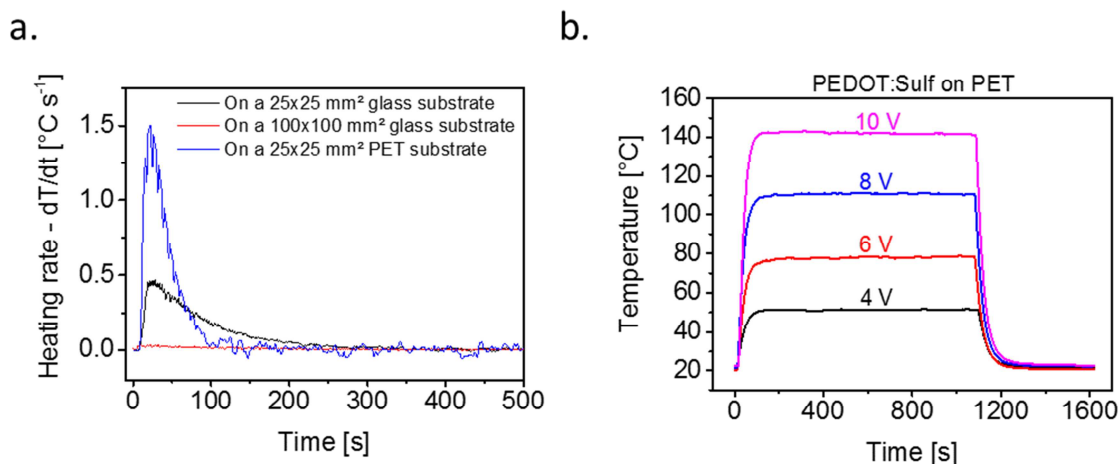 a.
Heating rate - dT/dt [°C s⁻¹]
On a 25x25 mm² glass substrate
On a 100x100 mm² glass substrate
On a 25x25 mm² PET substrate
1.5
1.0
0.5
0.0
0 100 200 300 400 500
Time [s]
b.
PEDOT:Sulf on PET
Temperature [°C]
160
140
120
100
80
60
40
20
10 V
8 V
6 V
4 V
0 400 800 1200 1600
Time [s]